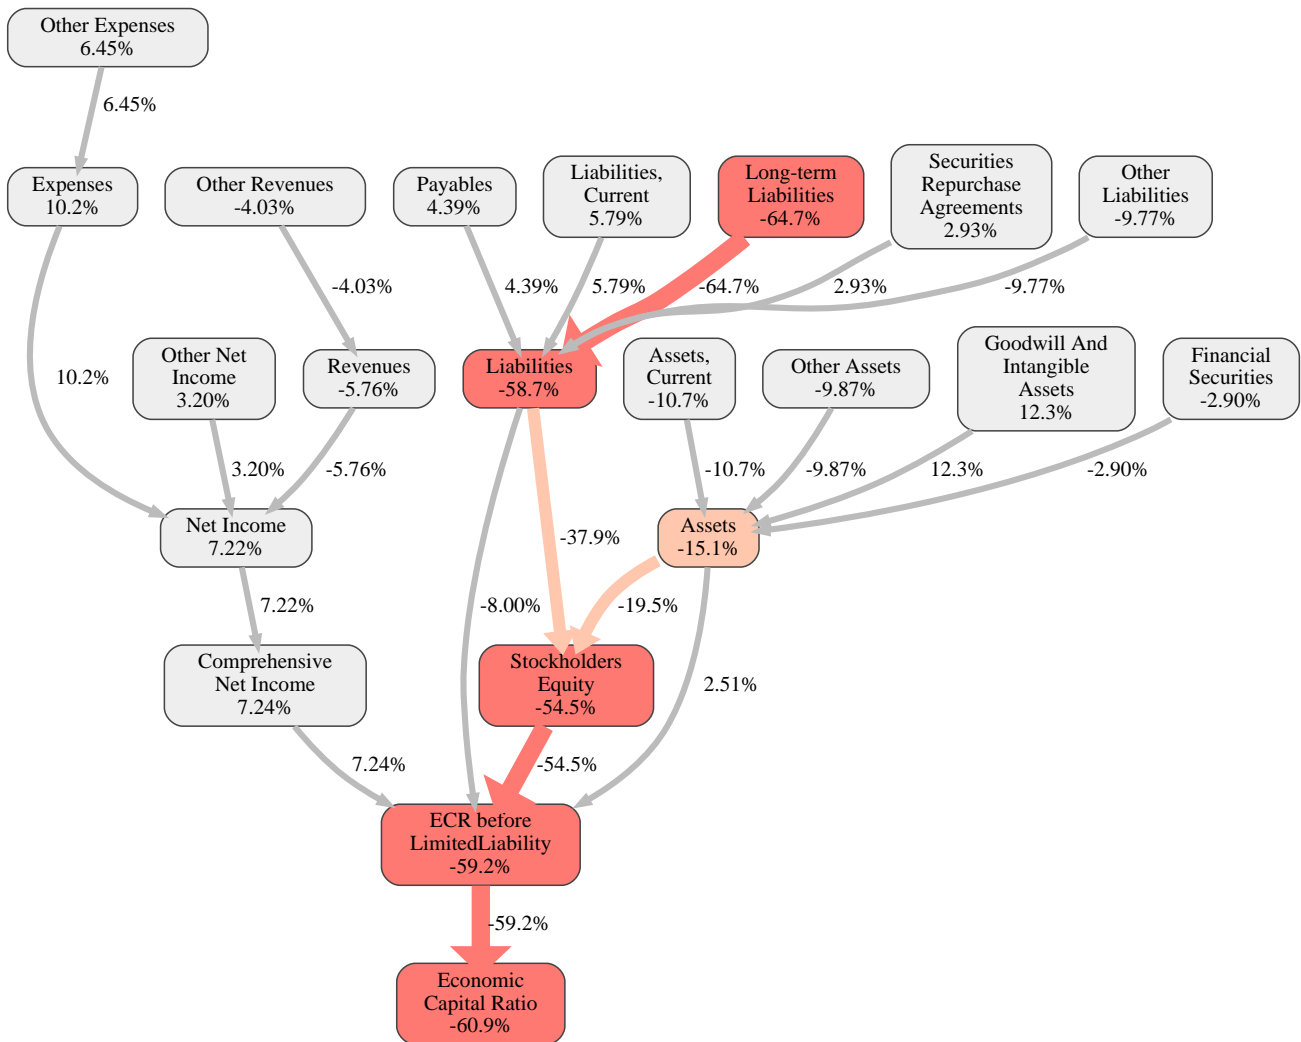 Other Expenses
6.45%
6.45%
Expenses
10.2%
Other Revenues
-4.03%
Payables
4.39%
Liabilities,
Current
5.79%
Long-term
Liabilities
-64.7%
Securities
Repurchase
Agreements
2.93%
Other
Liabilities
-9.77%
-4.03%
4.39%
5.79%
-64.7%
2.93%
-9.77%
10.2%
Other Net
Income
3.20%
Revenues
-5.76%
Liabilities
-58.7%
Assets,
Current
-10.7%
Other Assets
-9.87%
Goodwill And
Intangible
Assets
12.3%
Financial
Securities
-2.90%
3.20%
-5.76%
-10.7%
-9.87%
12.3%
-2.90%
Net Income
7.22%
-37.9%
Assets
-15.1%
7.22%
-8.00%
-19.5%
2.51%
Comprehensive
Net Income
7.24%
Stockholders
Equity
-54.5%
7.24%
-54.5%
ECR before
LimitedLiability
-59.2%
-59.2%
Economic
Capital Ratio
-60.9%